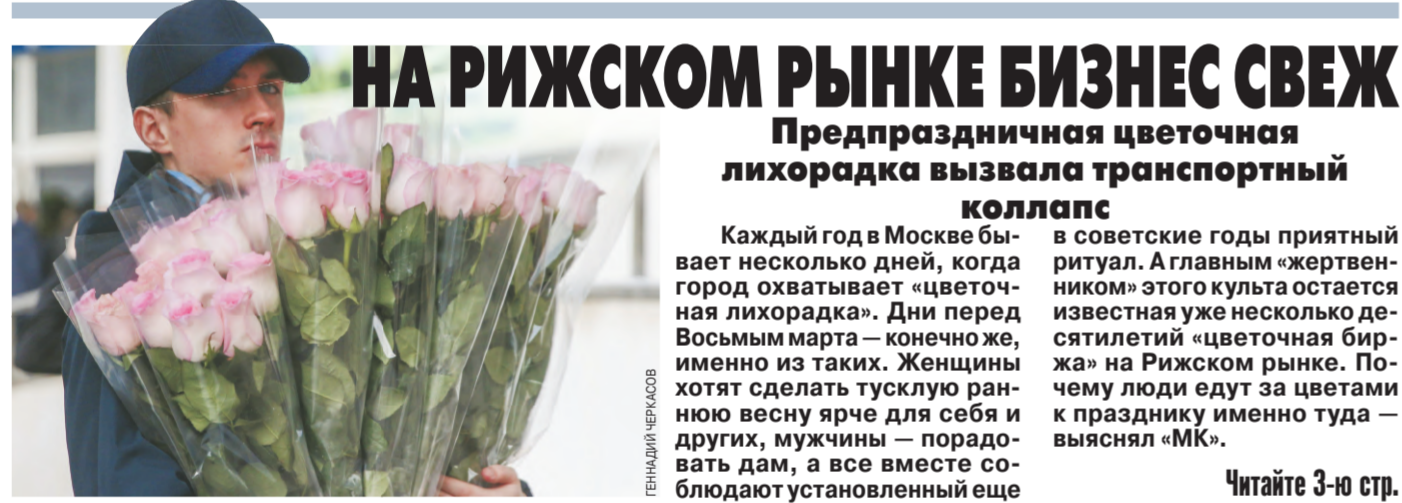 НА РИЖСКОМ РЫНКЕ БИЗНЕС СВЕЖ
Предпраздничная цветочная
лихорадка вызвала транспортный
коллапс
Каждый год в Москве бы-
вает несколько дней, когда
город охватывает «цветоч-
ная лихорадка». Дни перед
Восьмым марта — конечно же,
именно из таких. Женщины
хотят сделать тусклую ран-
нюю весну ярче для себя и
других, мужчины — порадо-
вать дам, а все вместе со-
блюдают установленный еще
в советские годы приятный
ритуал. А главным «жертвен-
ником» этого культа остается
известная уже несколько де-
сятилетий «цветочная бир-
жа» на Рижском рынке. По-
чему люди едут за цветами
к празднику именно туда —
выяснял «МК».
Читайте 3-ю стр.
ГЕННАДИЙ ЧЕРКАСОВ